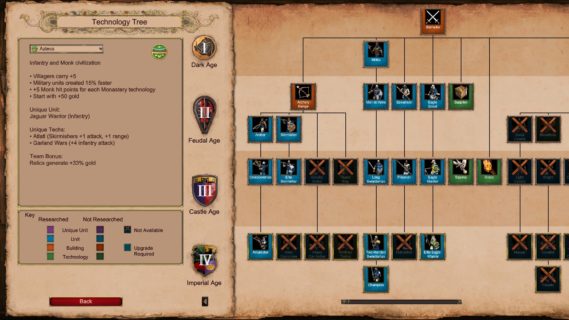 Technology Tree
Aztecs
Infantry and Monk civilization
• Villagers carry +5
• Military units created 15% faster
• +5 Monk hit points for each Monastery technology
• Start with +50 gold
Unique Unit:
Jaguar Warrior (Infantry)
Unique Techs:
• Atlatl (Skirmishers +1 attack, +1 range)
• Garland Wars (+4 infantry attack)
Team Bonus:
Relics generate +33% gold
Key
Researched
Not Researched
Unique Unit
Not Available
Unit
Building
Upgrade
Required
Technology
Back
I
Dark Age
II
Feudal Age
III
Castle Age
IV
Imperial Age
Barracks
Militia
Archery
Range
Man-at-Arms
Spearman
Eagle
Scout
Supplies
Archer
Skirmisher
Crossbowman
Elite
Skirmisher
Long
Swordsman
Pikeman
Eagle
Warrior
Squires
Arson
Arbalester
Two-Handed
Swordsman
Elite Eagle
Warrior
Champion